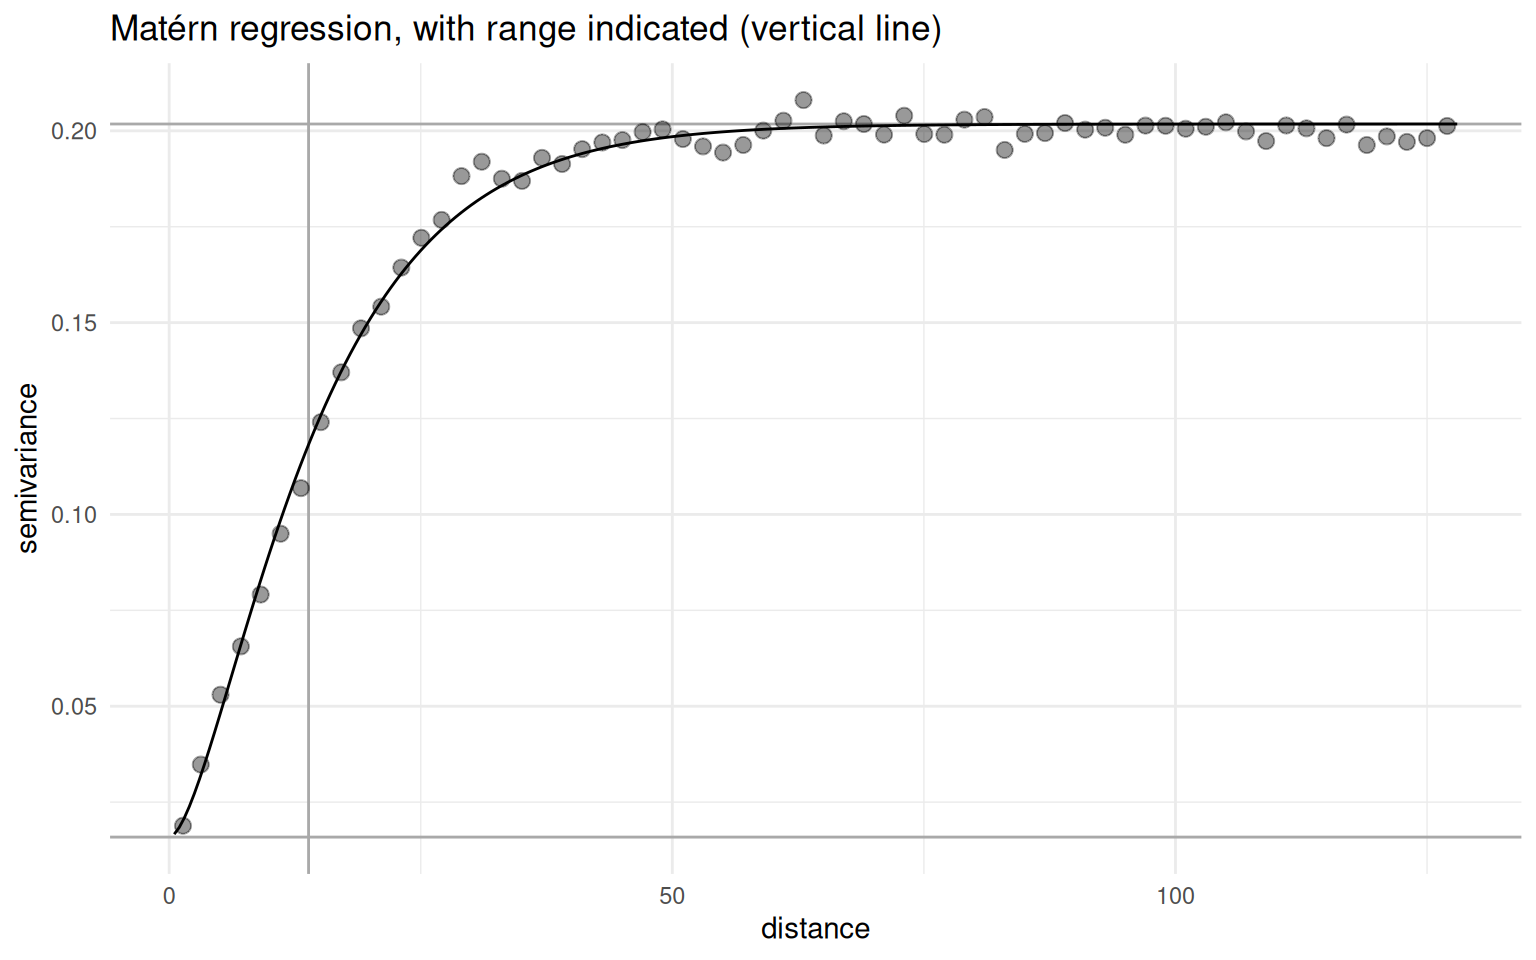 Matérn regression, with range indicated (vertical line)
0.20
0.15
0.10
0.05
semivariance
0 50 100
distance